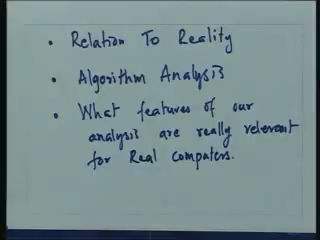 • Relation To Reality
• Algorithm Analysis
• What features of our
analysis are really relevant
for Real computers.